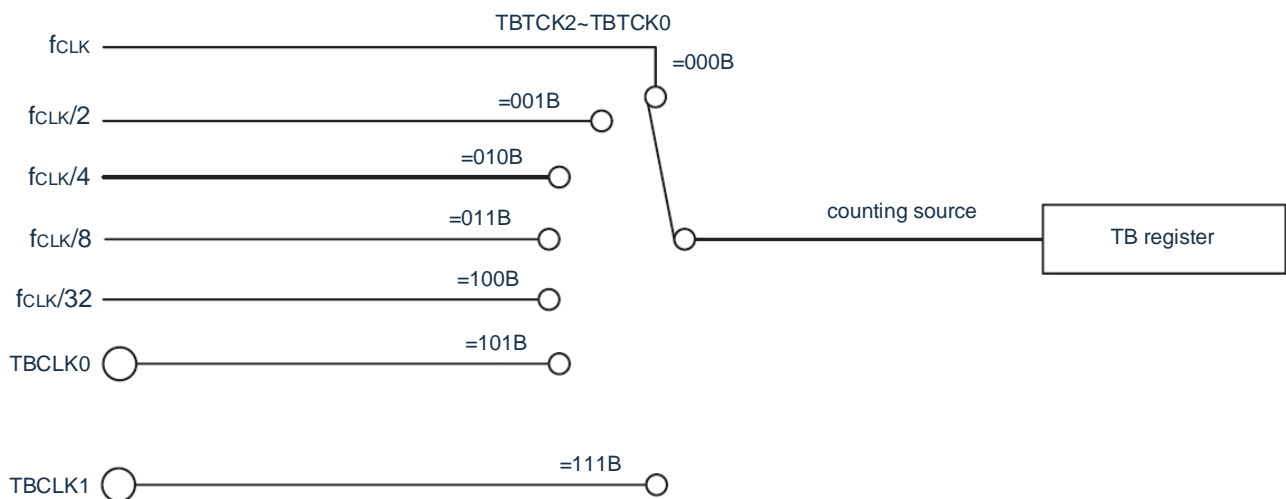 TBTCK2~TBTCK0
fCLK
=000B
=001B
fCLK/2
=010B
fCLK/4
=011B
fCLK/8
counting source
TB register
=100B
fCLK/32
=101B
TBCLK0
=111B
TBCLK1